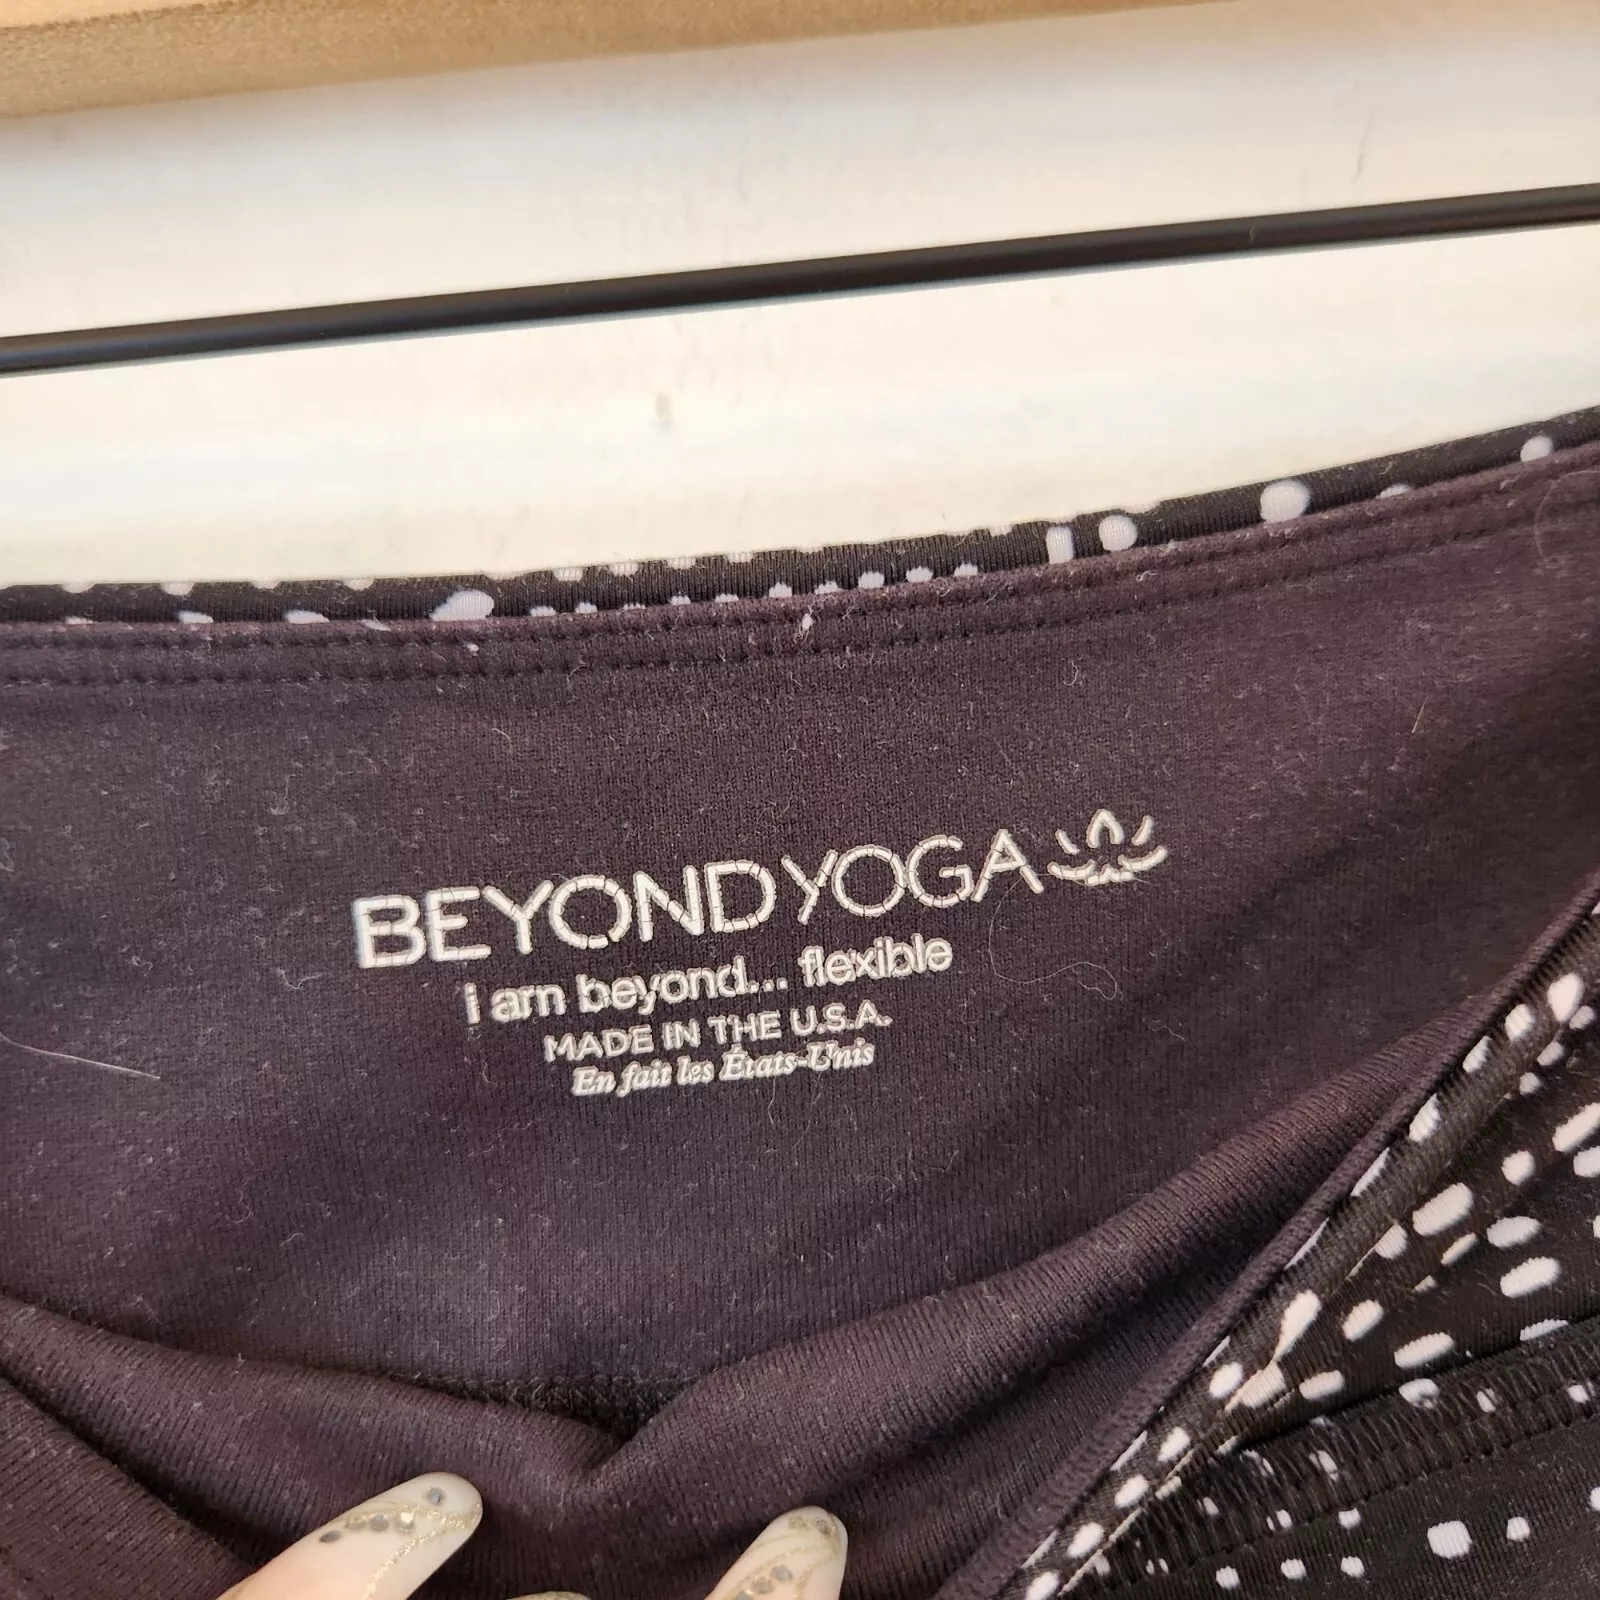 BEYOND YOGA
i am beyond... flexible
MADE IN THE U.S.A.
En fait les États-Unis